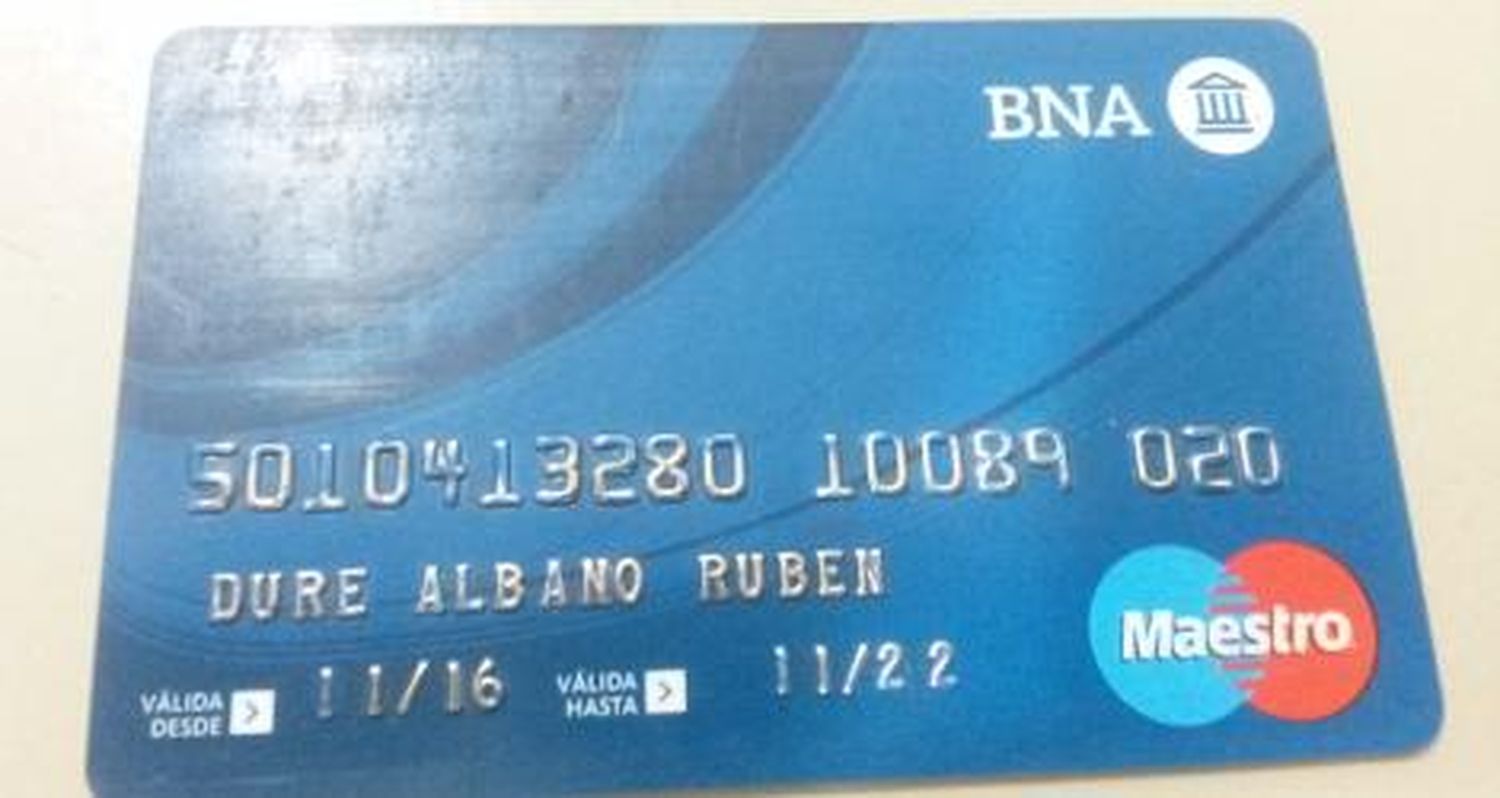 BNA
5010413280 10089 020
DURE ALBANO RUBEN
VÁLIDA DESDE > 11/16 VÁLIDA HASTA > 11/22
Maestro